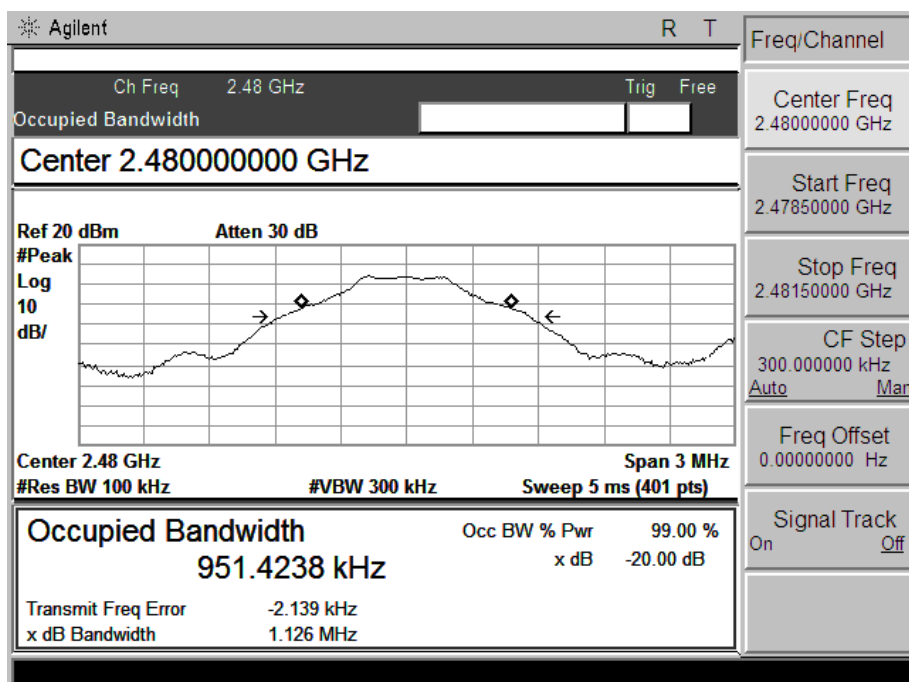 Agilent R T
Ch Freq 2.48 GHz Trig Free
Occupied Bandwidth
Center 2.480000000 GHz
Ref 20 dBm Atten 30 dB
#Peak
Log
10
dB/
Center 2.48 GHz Span 3 MHz
#Res BW 100 kHz #VBW 300 kHz Sweep 5 ms (401 pts)
Occupied Bandwidth Occ BW % Pwr 99.00 %
951.4238 kHz x dB -20.00 dB
Transmit Freq Error -2.139 kHz
x dB Bandwidth 1.126 MHz
Freq/Channel
Center Freq
2.48000000 GHz
Start Freq
2.47850000 GHz
Stop Freq
2.48150000 GHz
CF Step
300.000000 kHz
Auto Man
Freq Offset
0.00000000 Hz
Signal Track
On Off